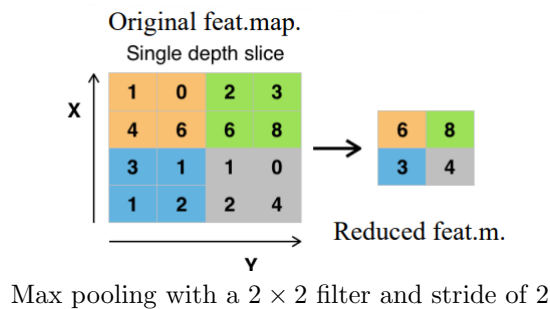 Original feat.map.
Single depth slice
X
1 0 2 3
4 6 6 8
3 1 1 0
1 2 2 4
6 8
3 4
Reduced feat.m.
Y
Max pooling with a 2 × 2 filter and stride of 2